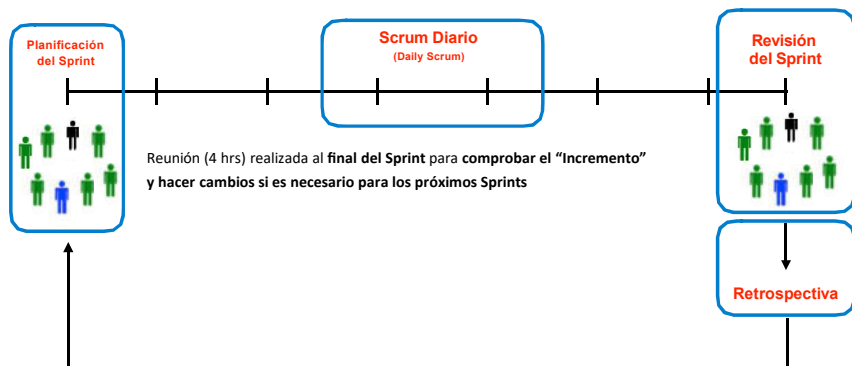 Planificación
del Sprint
Scrum Diario
(Daily Scrum)
Revisión
del Sprint
Reunión (4 hrs) realizada al final del Sprint para comprobar el “Incremento”
y hacer cambios si es necesario para los próximos Sprints
Retrospectiva